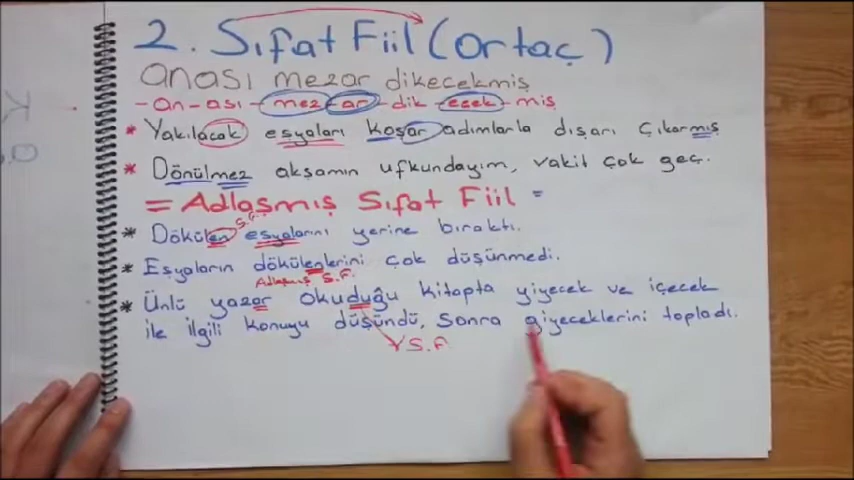 2. Sıfat Fiil (Ortaç)
anası mezar dikecekmiş
-an-ası-mez-ar-dik-ecek-miş
* Yakılacak eşyaları koşar adımlarla dışarı çıkarmış
* Dönülmez akşamın ufkundayım, vakit çok geç.
= Adlaşmış Sıfat Fiil =
S.F
* Dökülen eşyalarını yerine bıraktı.
* Eşyaların dökülenlerini çok düşünmedi.
Adlaşmış S.F.
* Ünlü yazar okuduğu kitapta yiyecek ve içecek
ile ilgili konuyu düşündü, sonra giyeceklerini topladı.
S.F